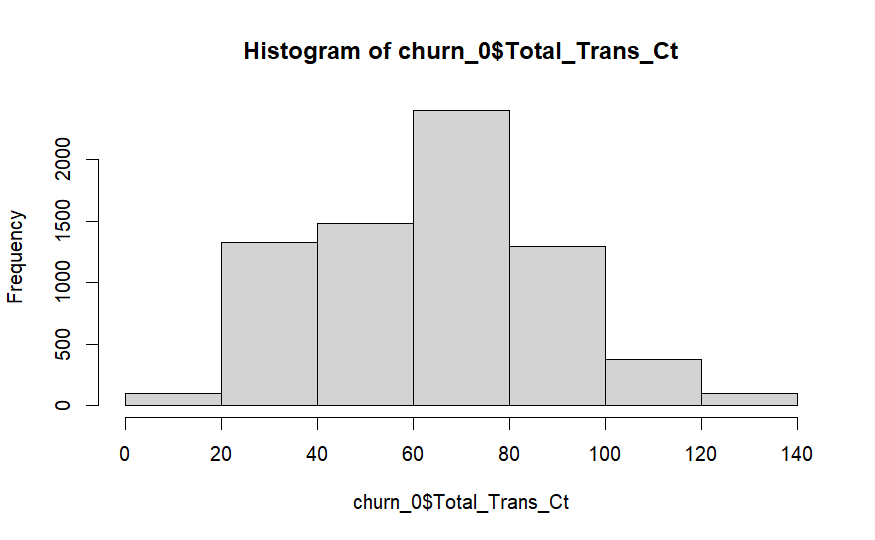 Histogram of churn_0$Total_Trans_Ct
Frequency
2000
1500
1000
500
0
0 20 40 60 80 100 120 140
churn_0$Total_Trans_Ct